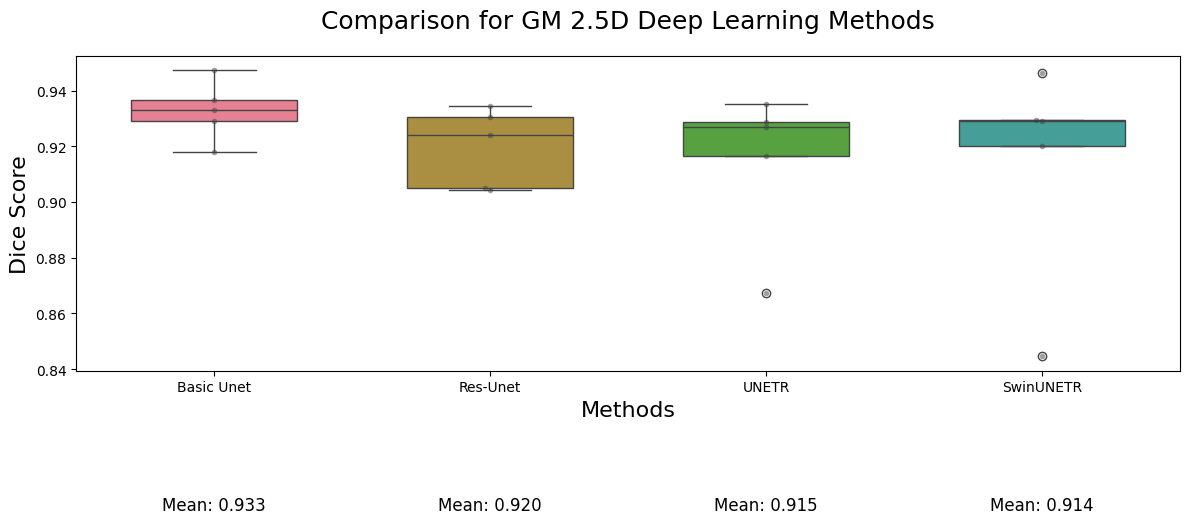 Comparison for GM 2.5D Deep Learning Methods
Dice Score
0.94
0.92
0.90
0.88
0.86
0.84
Basic Unet Res-Unet UNETR SwinUNETR
Methods
Mean: 0.933 Mean: 0.920 Mean: 0.915 Mean: 0.914